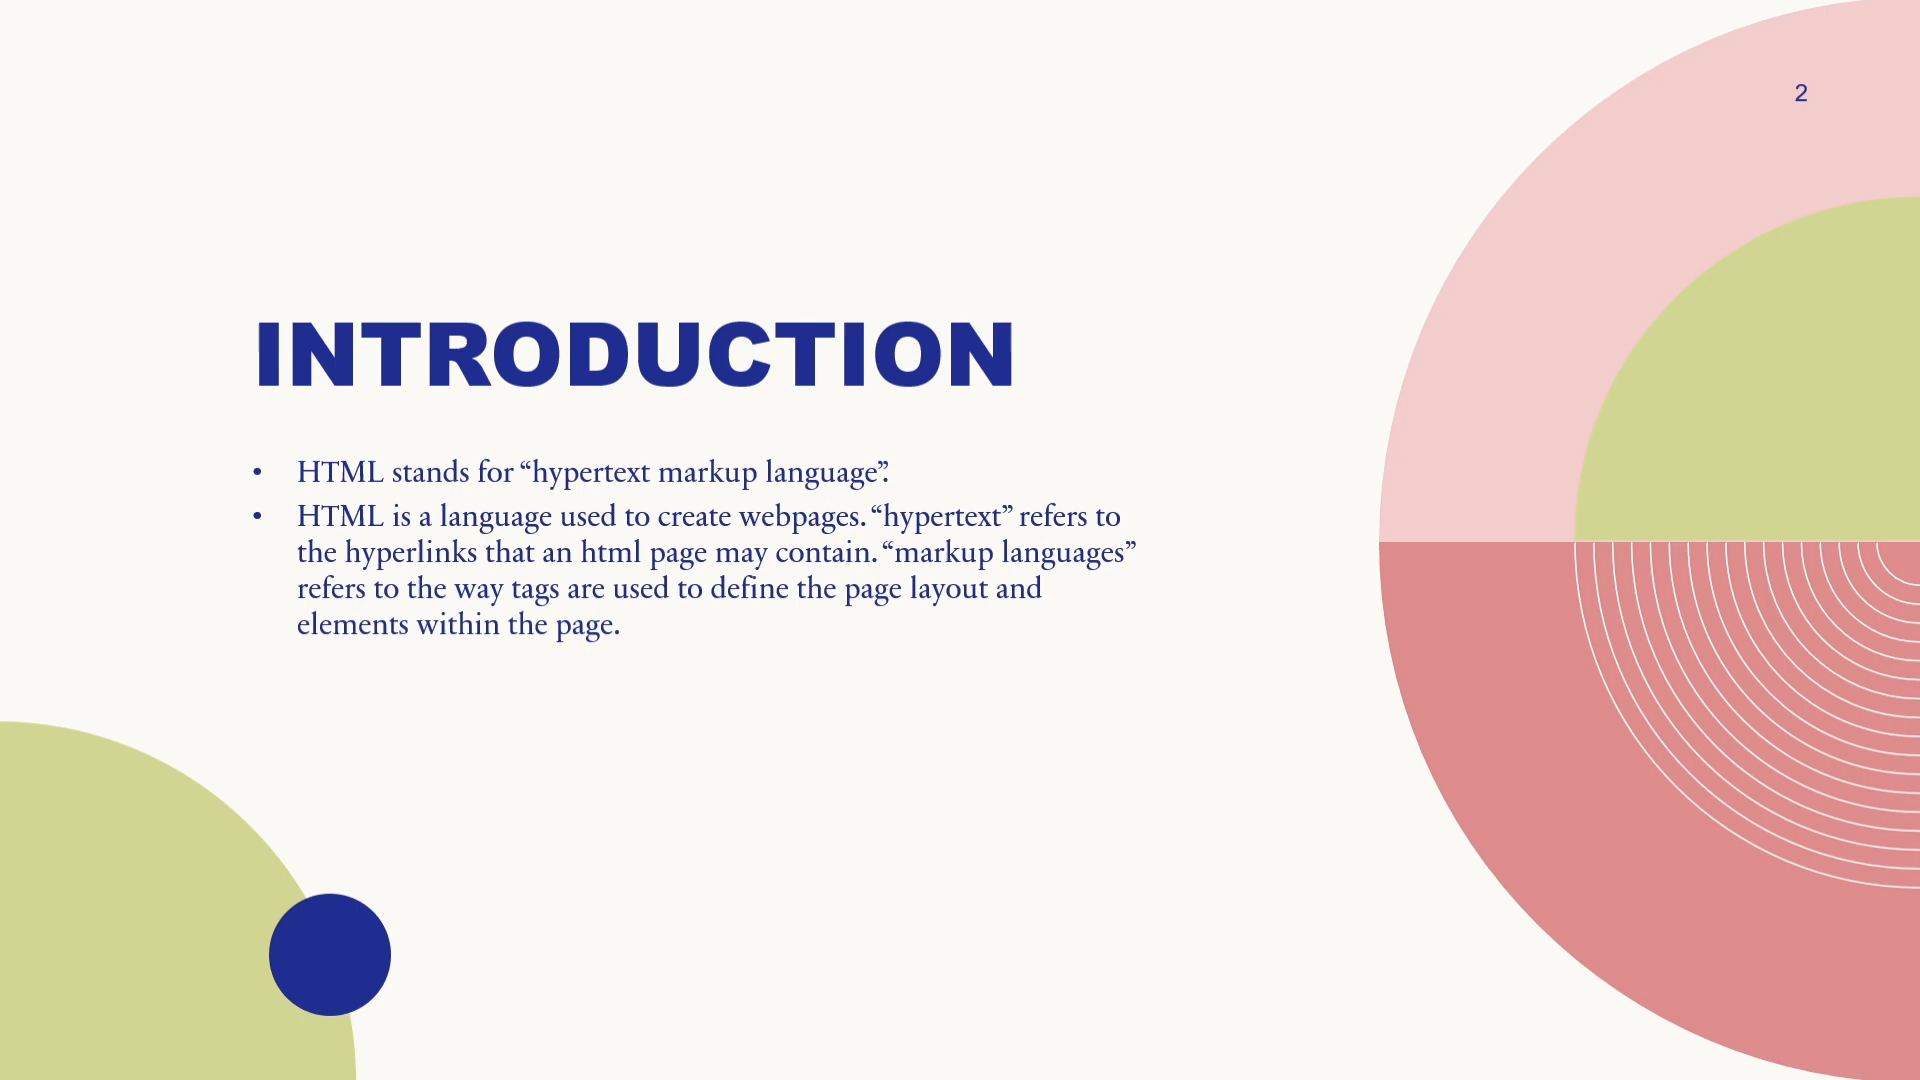 2
INTRODUCTION
• HTML stands for “hypertext markup language”.
• HTML is a language used to create webpages. “hypertext” refers to
the hyperlinks that an html page may contain. “markup languages”
refers to the way tags are used to define the page layout and
elements within the page.